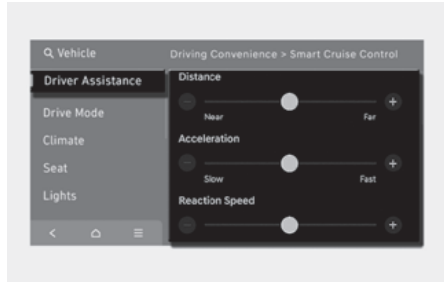 Vehicle
Driving Convenience > Smart Cruise Control
Driver Assistance
Drive Mode
Climate
Seat
Lights
Distance
Near
Far
Acceleration
Slow
Fast
Reaction Speed